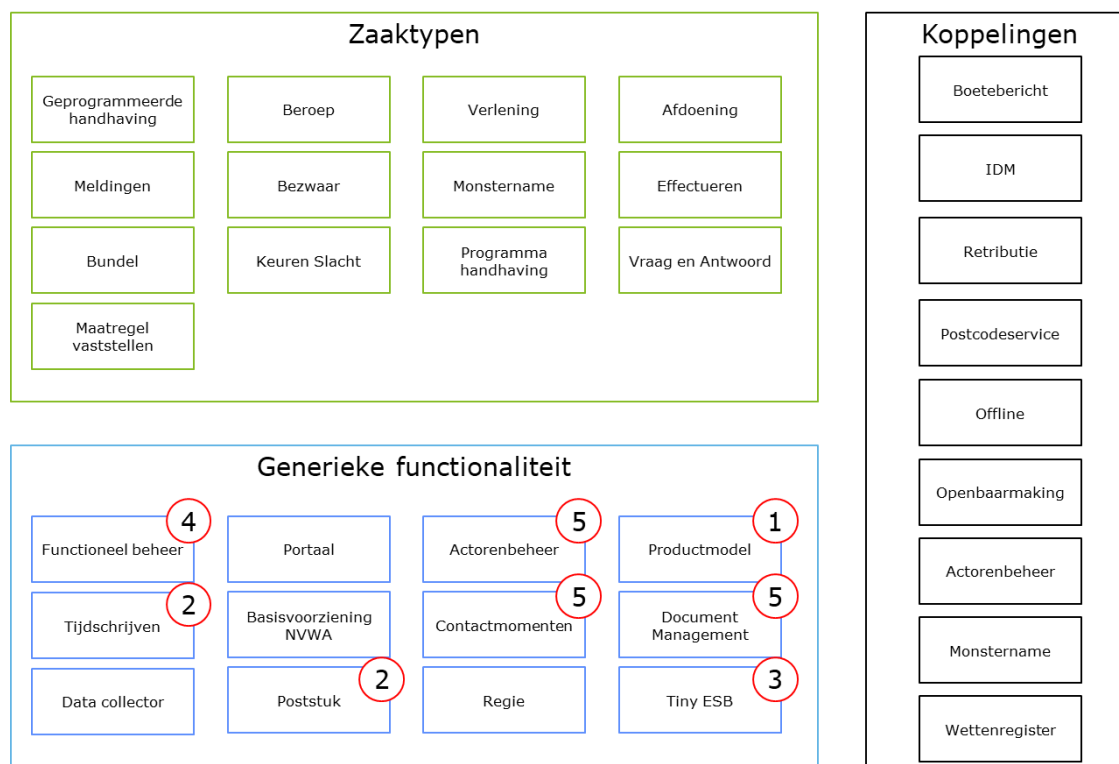 Zaaktypen
Geprogrammeerde
handhaving
Beroep
Verlening
Afdoening
Meldingen
Bezwaar
Monstername
Effectueren
Bundel
Keuren Slacht
Programma
handhaving
Vraag en Antwoord
Maatregel
vaststellen
Generieke functionaliteit
4
Functioneel beheer
Portaal
5
Actorenbeheer
1
Productmodel
2
Tijdschrijven
Basisvoorziening
NVWA
5
Contactmomenten
5
Document
Management
Data collector
2
Poststuk
Regie
3
Tiny ESB
Koppelingen
Boetebericht
IDM
Retributie
Postcodeservice
Offline
Openbaarmaking
Actorenbeheer
Monstername
Wettenregister